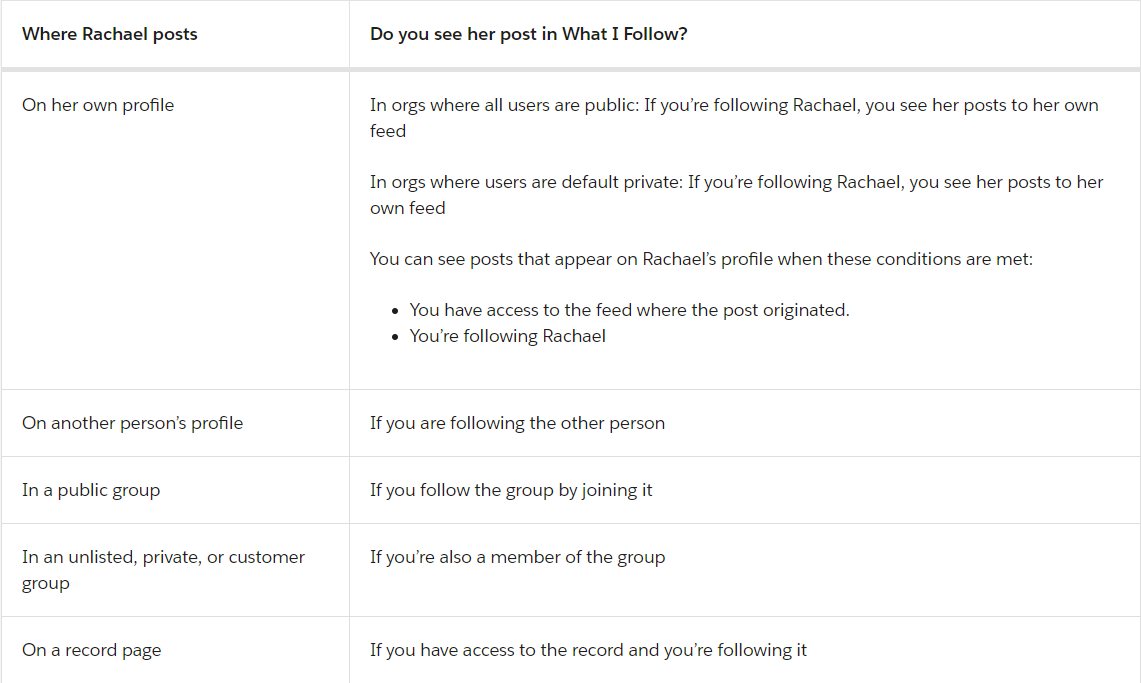 Where Rachael posts
Do you see her post in What I Follow?
On her own profile
In orgs where all users are public: If you’re following Rachael, you see her posts to her own
feed
In orgs where users are default private: If you’re following Rachael, you see her posts to her
own feed
You can see posts that appear on Rachael’s profile when these conditions are met:
• You have access to the feed where the post originated.
• You’re following Rachael
On another person’s profile
If you are following the other person
In a public group
If you follow the group by joining it
In an unlisted, private, or customer
group
If you’re also a member of the group
On a record page
If you have access to the record and you’re following it